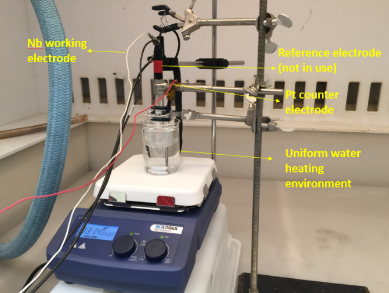 Nb working
electrode
Reference electrode
(not in use)
Pt counter
electrode
Uniform water
heating
environment
SCILOGEX